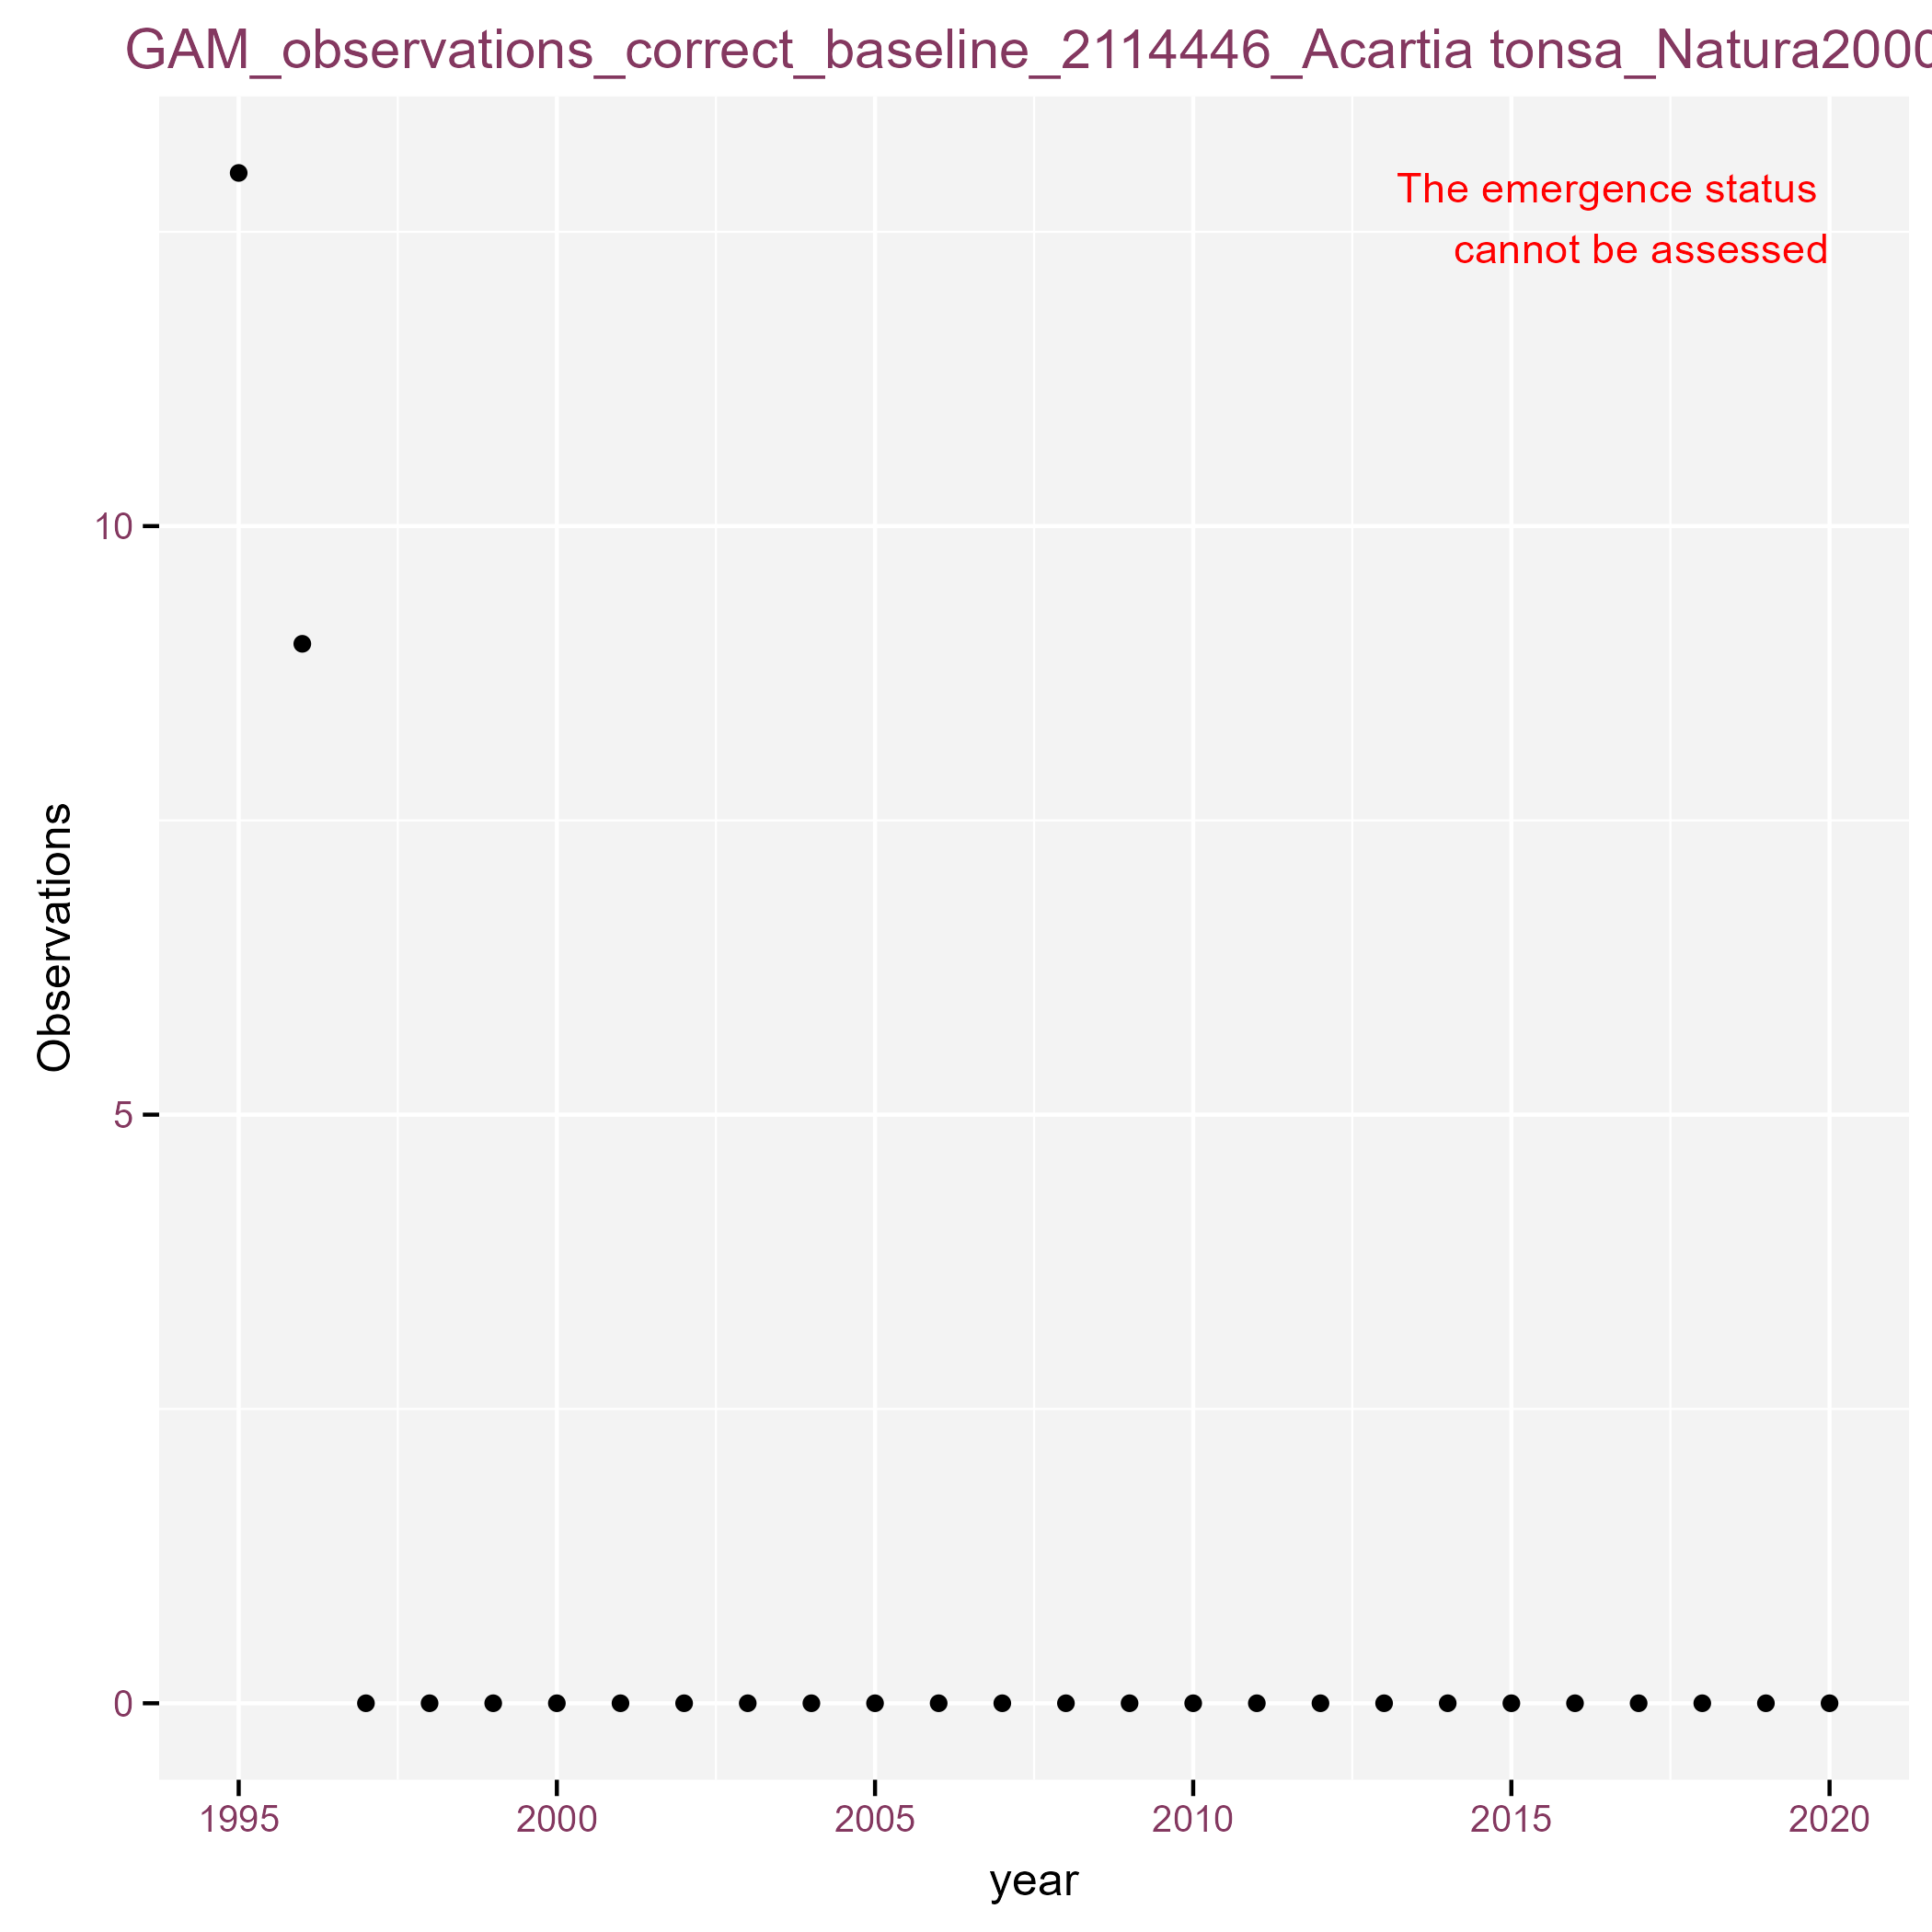 GAM_observations_correct_baseline_2114446_Acartia tonsa_Natura2000
The emergence status
cannot be assessed
10
5
0
Observations
1995 2000 2005 2010 2015 2020
year